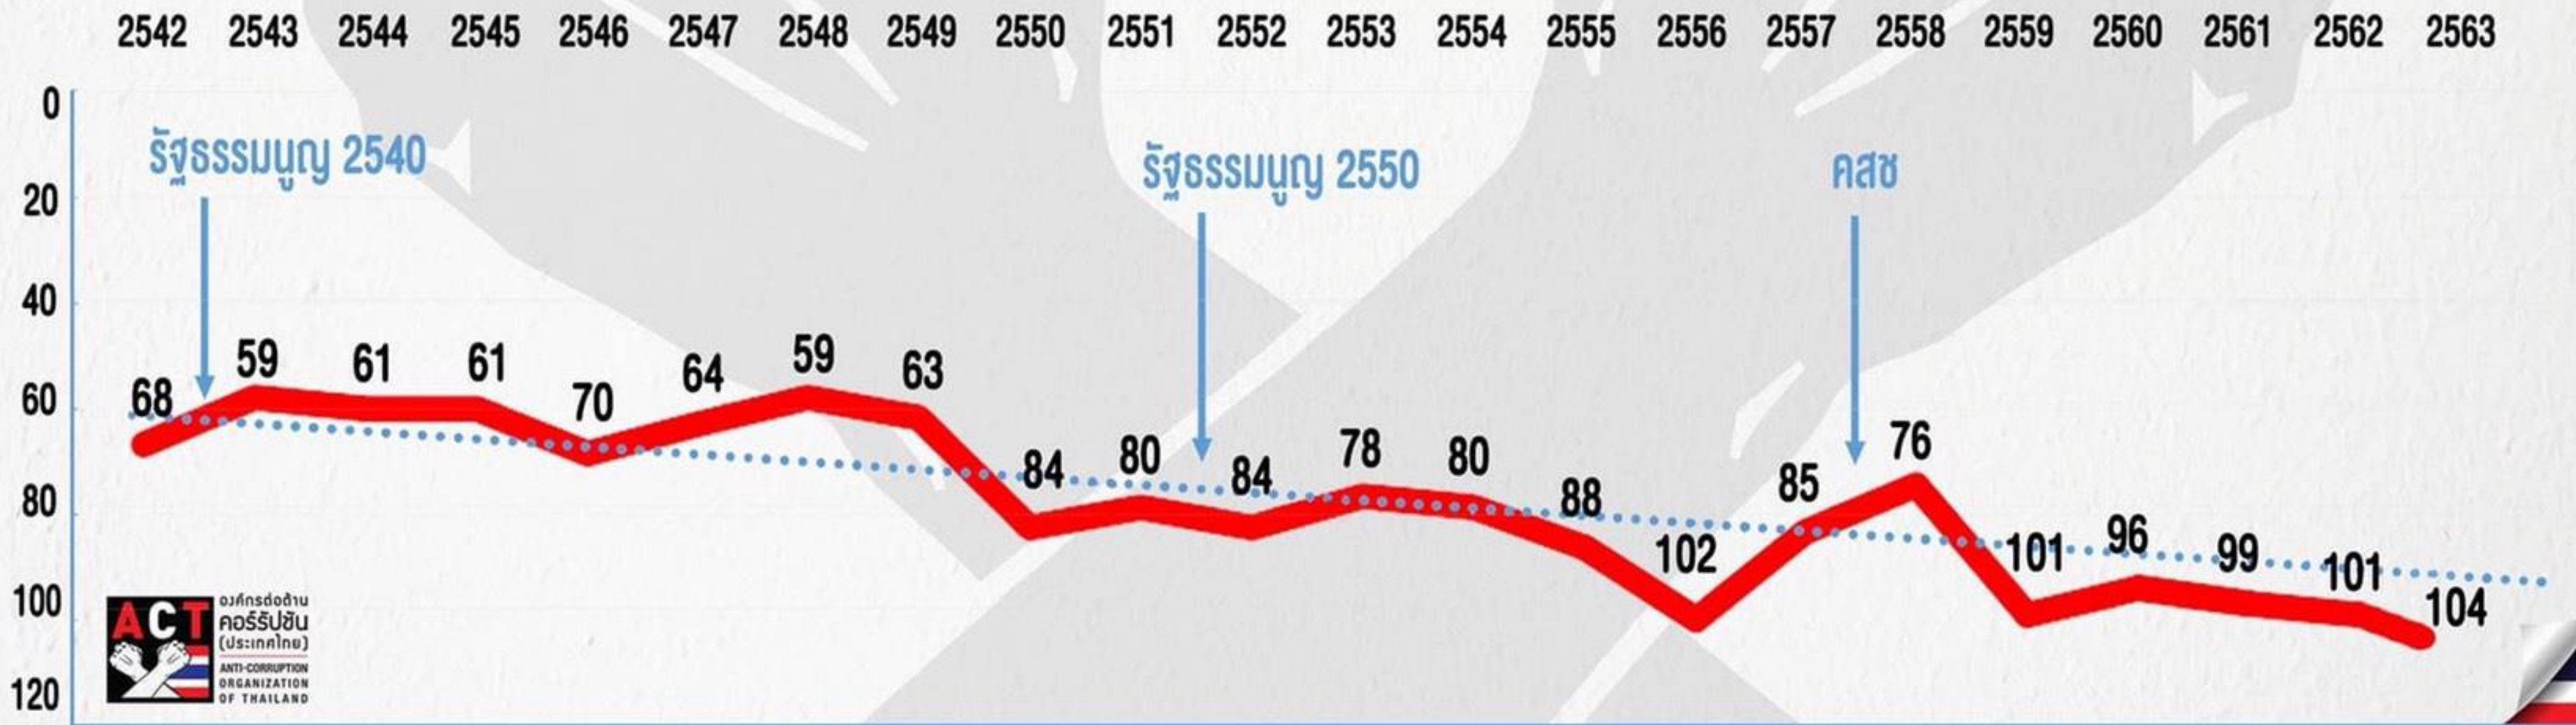 2542 2543 2544 2545 2546 2547 2548 2549 2550 2551 2552 2553 2554 2555 2556 2557 2558 2559 2560 2561 2562 2563
0
20
40
60
80
100
120
รัฐธรรมนูญ 2540
รัฐธรรมนูญ 2550
คสช
68 59 61 61 70 64 59 63 84 80 84 78 80 88 102 85 76 101 96 99 101 104
ACT
องค์กรต่อต้าน
คอร์รัปชัน
(ประเทศไทย)
ANTI-CORRUPTION
ORGANIZATION
OF THAILAND